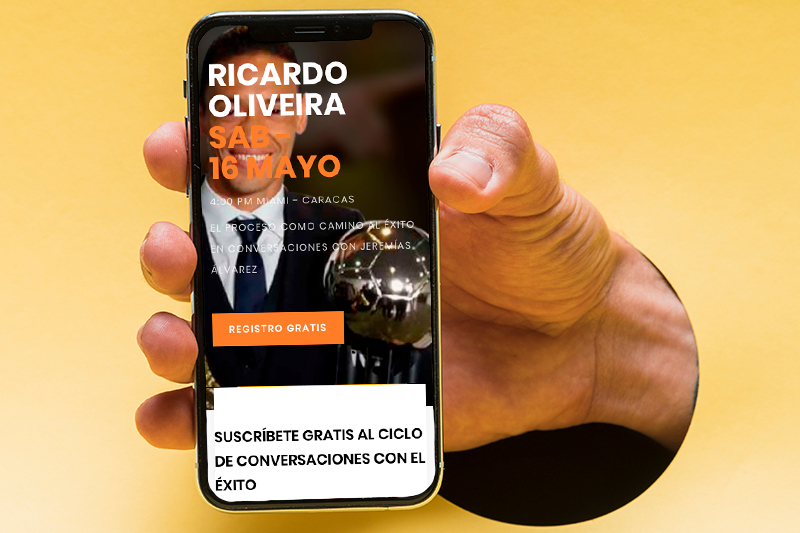 RICARDO
OLIVEIRA
SAB -
16 MAYO
4:00 PM MIAMI – CARACAS
EL PROCESO COMO CAMINO AL ÉXITO
EN CONVERSACIONES CON JEREMÍAS
ÁLVAREZ
REGISTRO GRATIS
SUSCRÍBETE GRATIS AL CICLO
DE CONVERSACIONES CON EL
ÉXITO